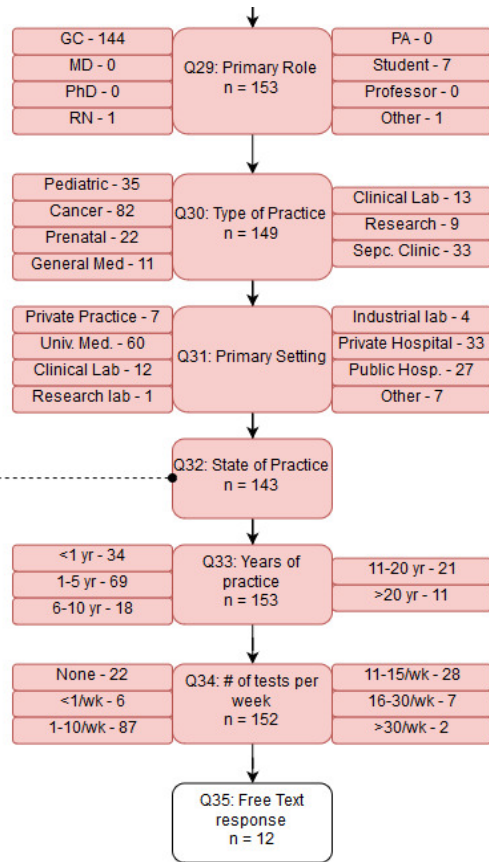 GC - 144
MD - 0
PhD - 0
RN - 1
Q29: Primary Role
n = 153
PA - 0
Student - 7
Professor - 0
Other - 1
Pediatric - 35
Cancer - 82
Prenatal - 22
General Med - 11
Q30: Type of Practice
n = 149
Clinical Lab - 13
Research - 9
Sepc. Clinic - 33
Private Practice - 7
Univ. Med. - 60
Clinical Lab - 12
Research lab - 1
Q31: Primary Setting
Industrial lab - 4
Private Hospital - 33
Public Hosp. - 27
Other - 7
Q32: State of Practice
n = 143
<1 yr - 34
1-5 yr - 69
6-10 yr - 18
Q33: Years of
practice
n = 153
11-20 yr - 21
>20 yr - 11
None - 22
<1/wk - 6
1-10/wk - 87
Q34: # of tests per
week
n = 152
11-15/wk - 28
16-30/wk - 7
>30/wk - 2
Q35: Free Text
response
n = 12